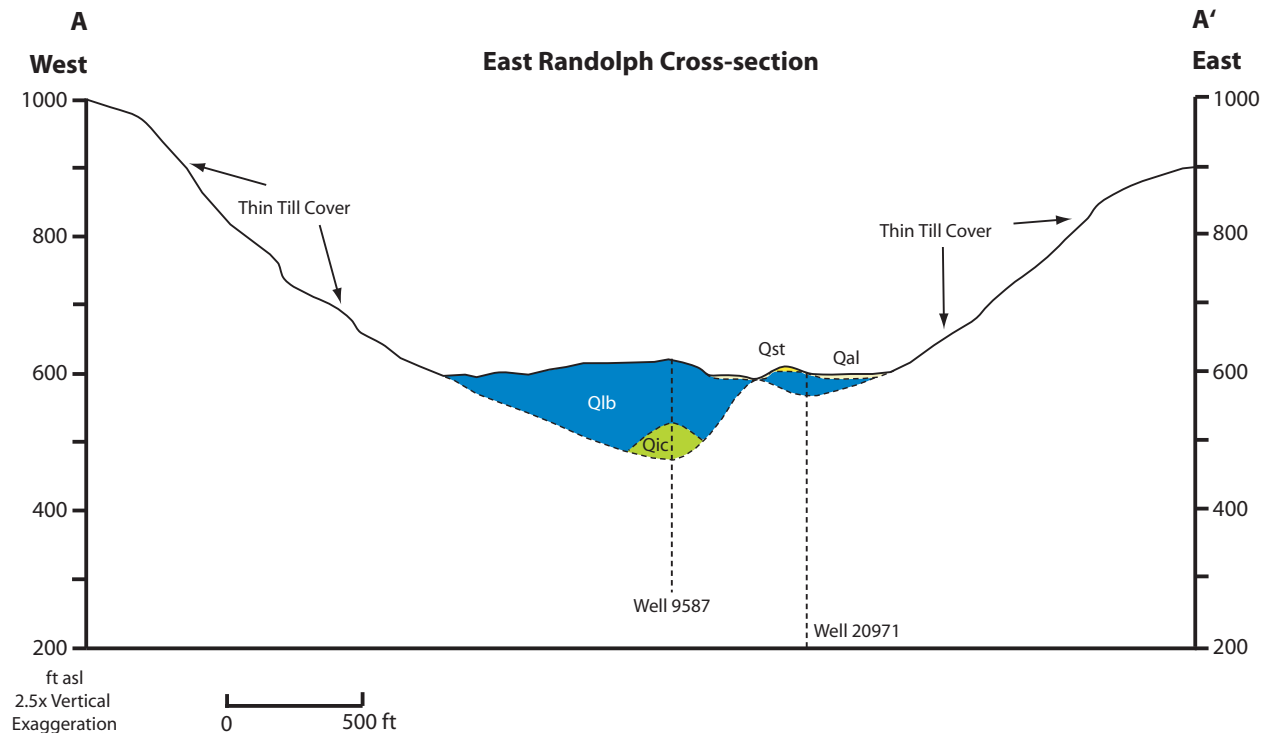 A
A‘
West
East Randolph Cross-section
East
1000
1000
Thin Till Cover
Thin Till Cover
800
800
Qst
Qal
600
600
Qlb
Qic
400
400
Well 9587
Well 20971
200
200
ft asl
2.5x Vertical
Exaggeration
0
500 ft